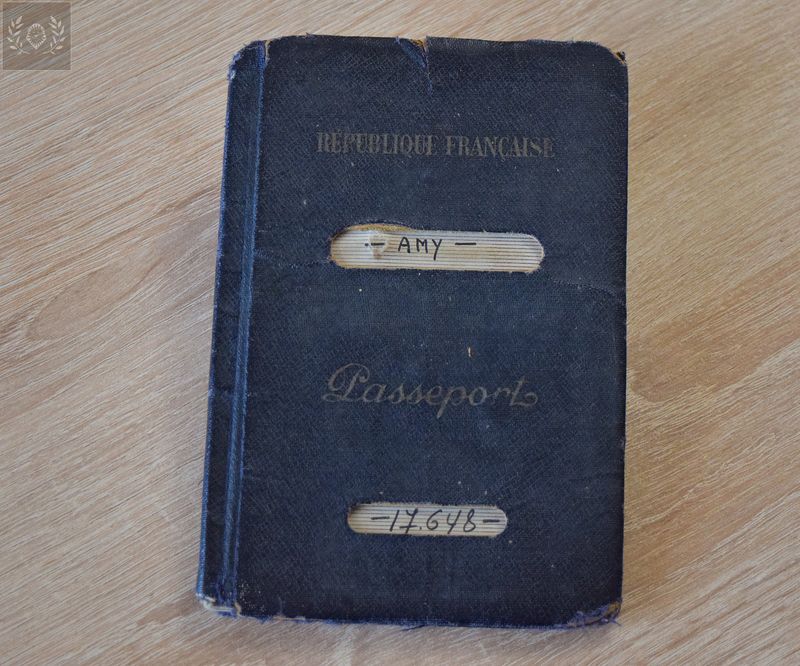 RÉPUBLIQUE FRANÇAISE
- AMY -
Passeport
- 17.648 -